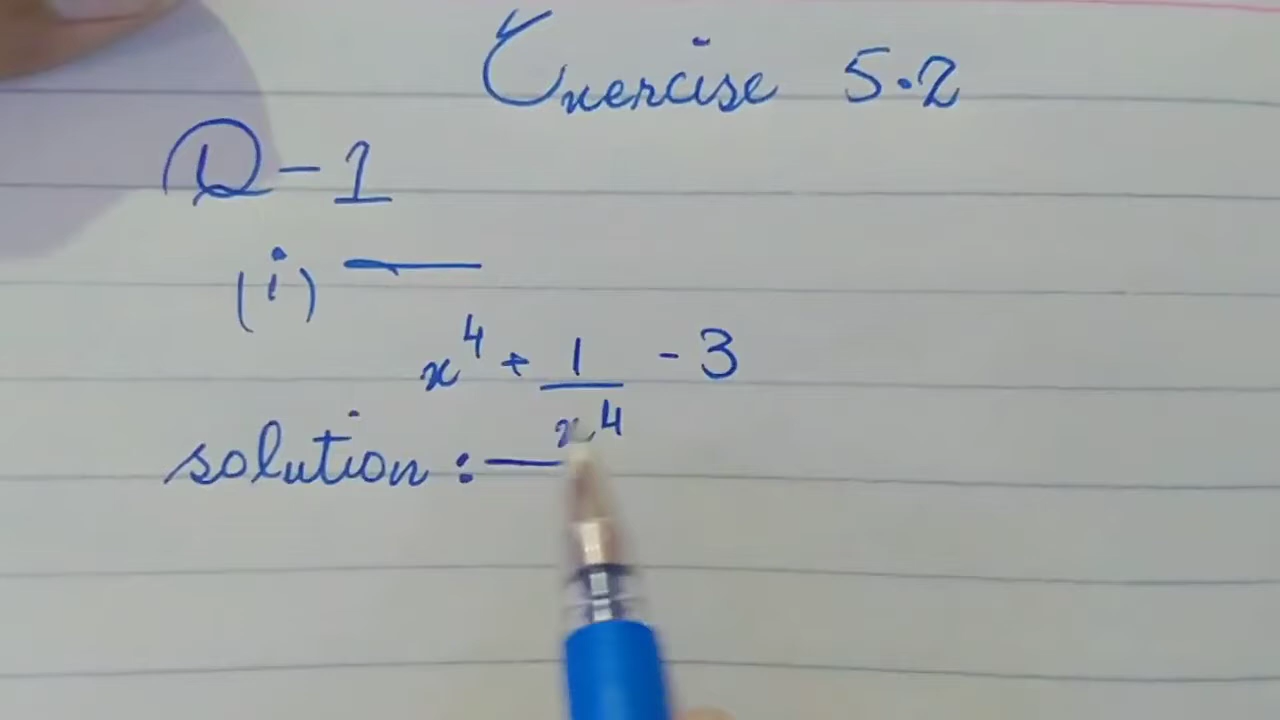 Exercise 5.2
Q-1
(i) —
x⁴ + 1/x⁴ - 3
solution :—